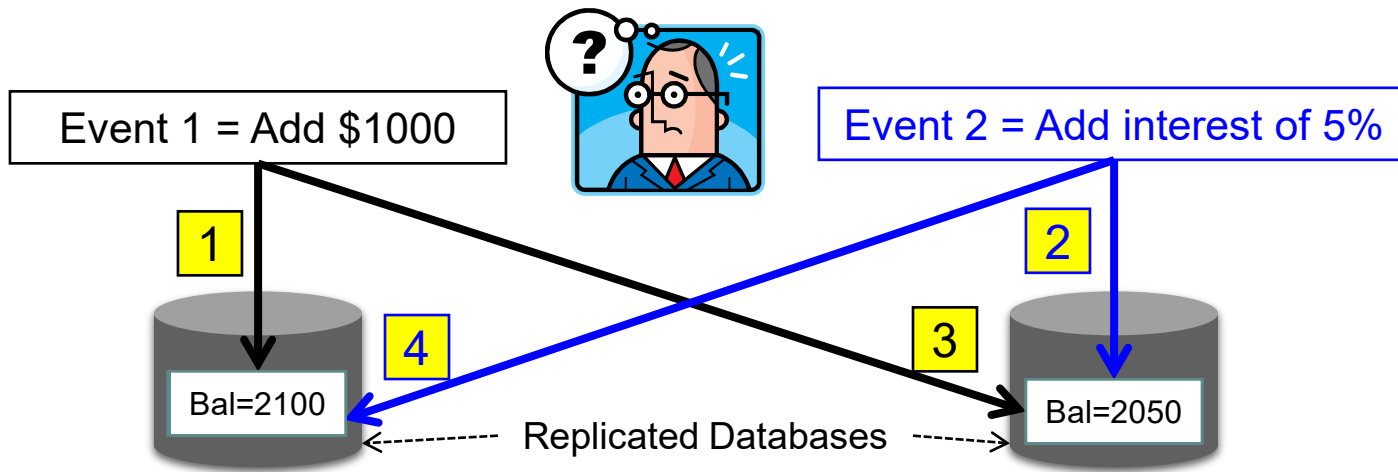 ?
Event 1 = Add $1000
Event 2 = Add interest of 5%
1
2
4
3
Bal=2100
Bal=2050
Replicated Databases